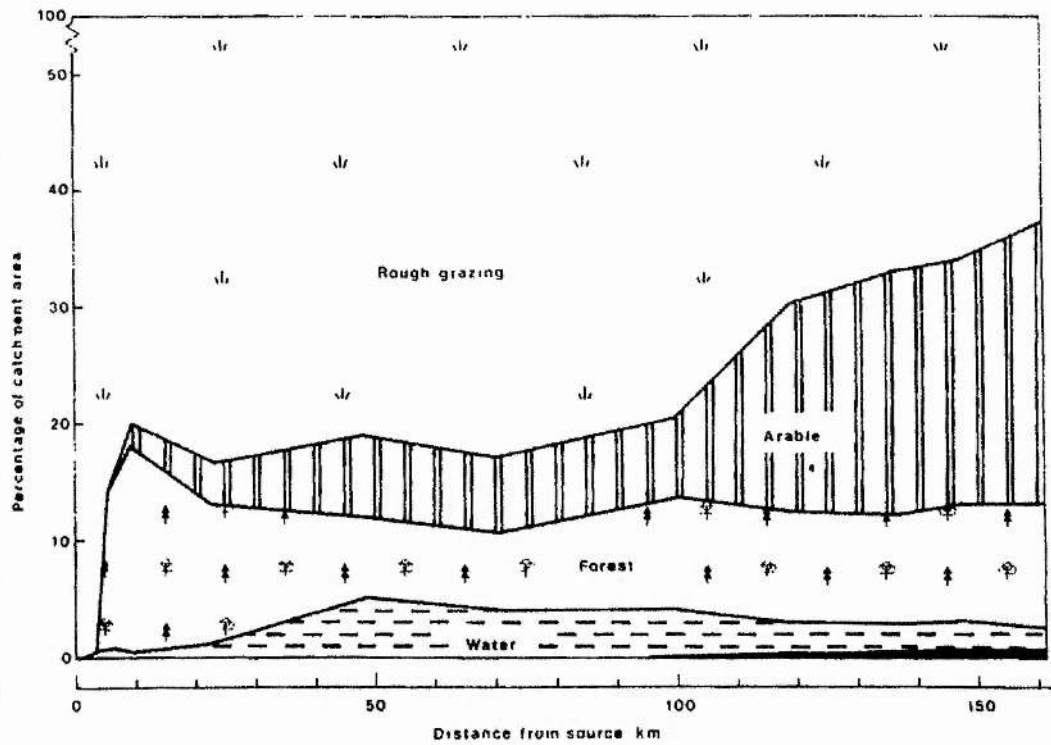 100
50
40
30
20
10
0
Percentage of catchment area
Rough grazing
Arable
Forest
Water
0
50
100
150
Distance from source km